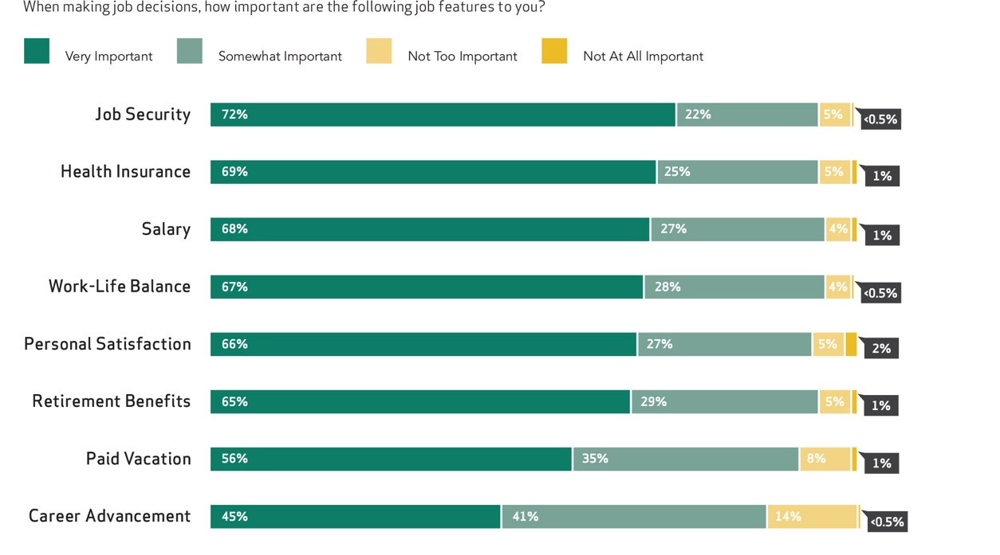 When making job decisions, how important are the following job features to you?
Very Important Somewhat Important Not Too Important Not At All Important
Job Security 72% 22% 5% <0.5%
Health Insurance 69% 25% 5% 1%
Salary 68% 27% 4% 1%
Work-Life Balance 67% 28% 4% <0.5%
Personal Satisfaction 66% 27% 5% 2%
Retirement Benefits 65% 29% 5% 1%
Paid Vacation 56% 35% 8% 1%
Career Advancement 45% 41% 14% <0.5%